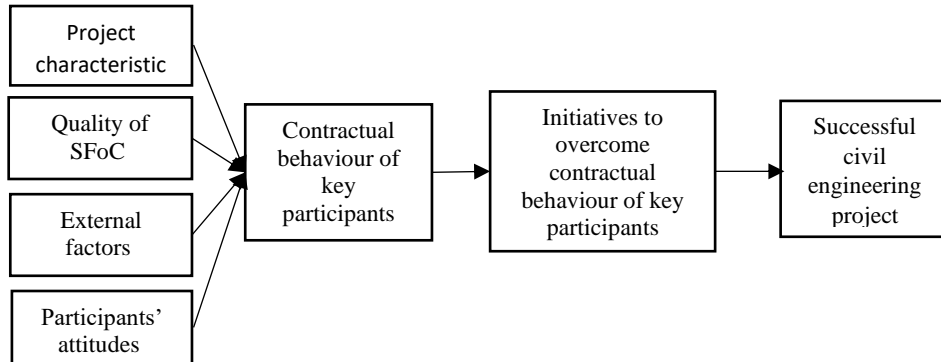 Project
characteristic
Quality of
SFoC
External
factors
Participants’
attitudes
Contractual
behaviour of
key
participants
Initiatives to
overcome
contractual
behaviour of key
participants
Successful
civil
engineering
project